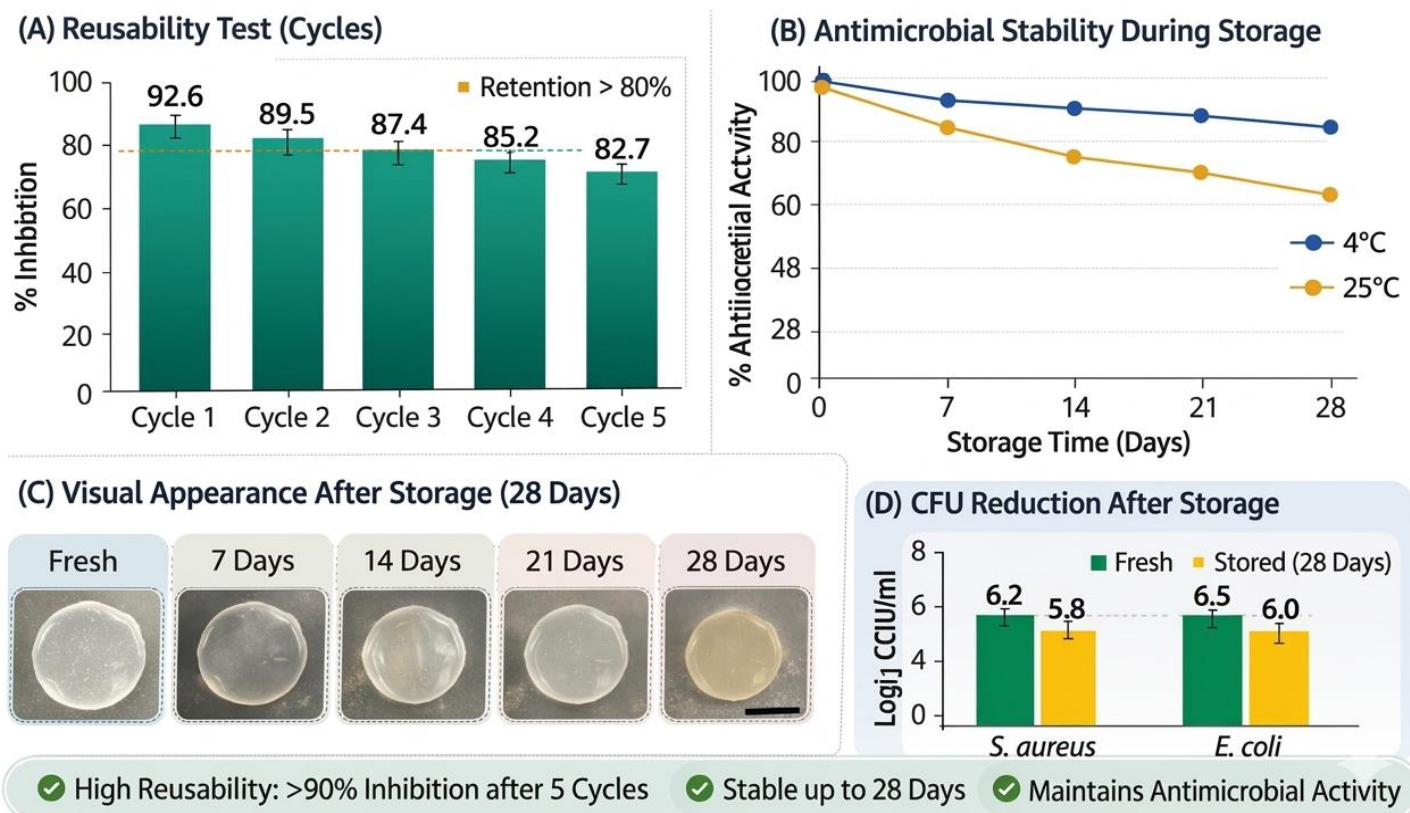 (A) Reusability Test (Cycles)
Retention > 80%
100
80
60
40
20
0
% Inhbbtion
92.6
89.5
87.4
85.2
82.7
Cycle 1
Cycle 2
Cycle 3
Cycle 4
Cycle 5
(B) Antimicrobial Stability During Storage
100
80
60
48
28
0
4°C
25°C
0
7
14
21
28
Storage Time (Days)
(C) Visual Appearance After Storage (28 Days)
Fresh
7 Days
14 Days
21 Days
28 Days
(D) CFU Reduction After Storage
Fresh
Stored (28 Days)
8
6
4
0
6.2
5.8
6.5
6.0
S. aureus
E. coli
High Reusability: >90% Inhibition after 5 Cycles
Stable up to 28 Days
Maintains Antimicrobial Activity